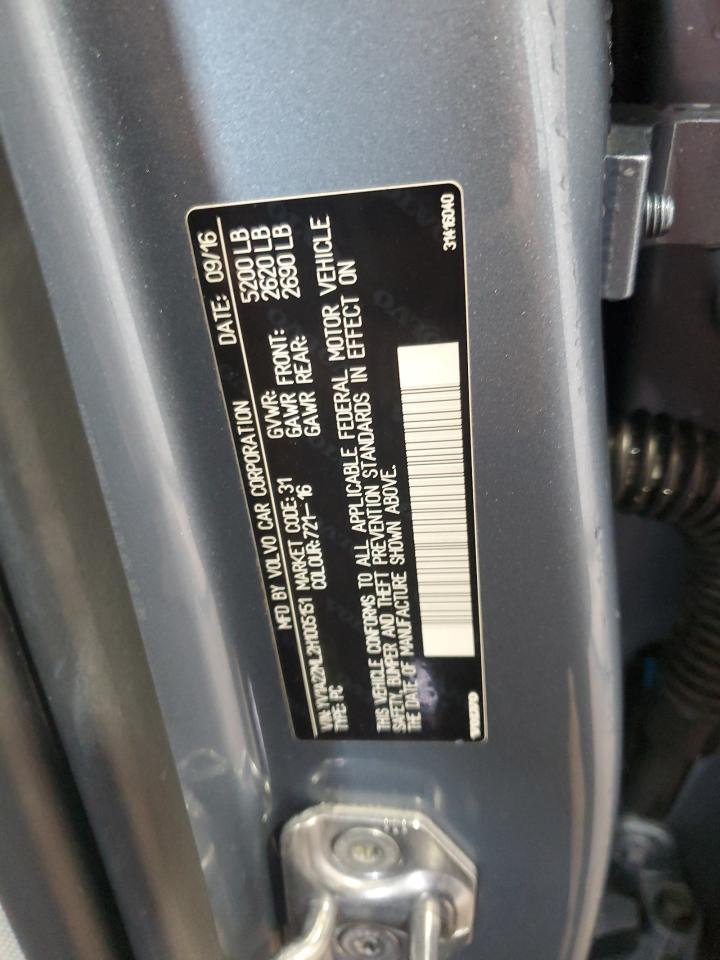 MFD BY VOLVO CAR CORPORATION DATE: 09/16
GVWR: 5200 LB
GAWR FRONT: 2620 LB
GAWR REAR: 2690 LB
MARKET CODE: 31
TYPE: PC COLOUR: 721-16
THIS VEHICLE CONFORMS TO ALL APPLICABLE FEDERAL MOTOR VEHICLE
SAFETY, BUMPER AND THEFT PREVENTION STANDARDS IN EFFECT ON
THE DATE OF MANUFACTURE SHOWN ABOVE.
VOLVO 31416040